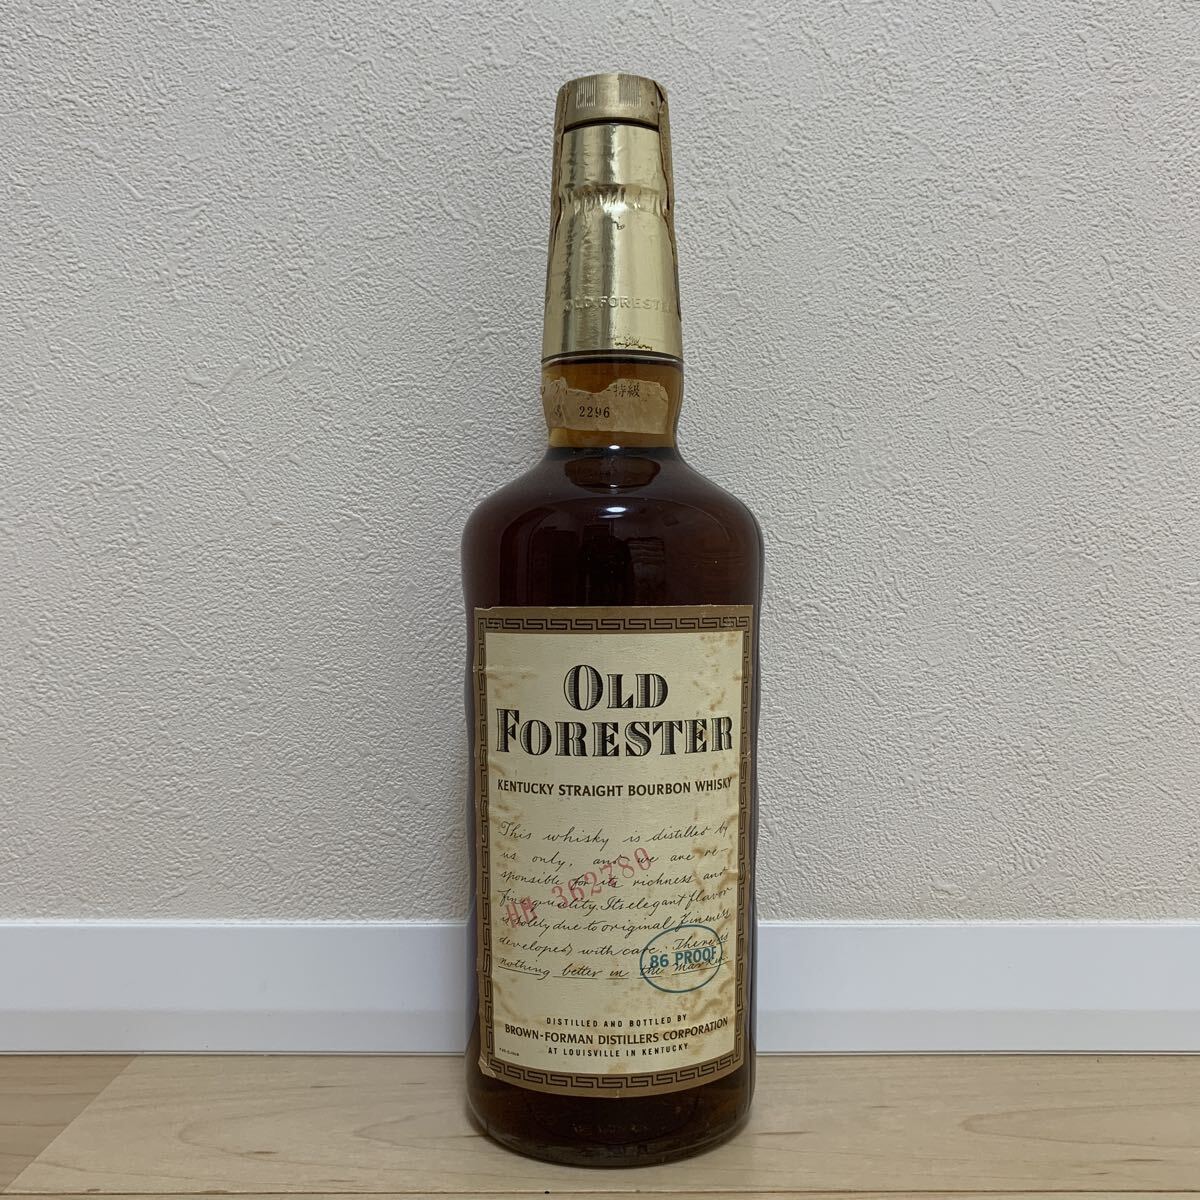 OLD FORESTER
特級
2296
OLD
FORESTER
KENTUCKY STRAIGHT BOURBON WHISKY
This whisky is distilled by
us only, and we are re-
sponsible for its richness and
fine quality. Its elegant flavor
is solely due to original fineness
developed with care. There is
nothing better in the market.
HH 362780
86 PROOF
DISTILLED AND BOTTLED BY
BROWN-FORMAN DISTILLERS CORPORATION
AT LOUISVILLE IN KENTUCKY